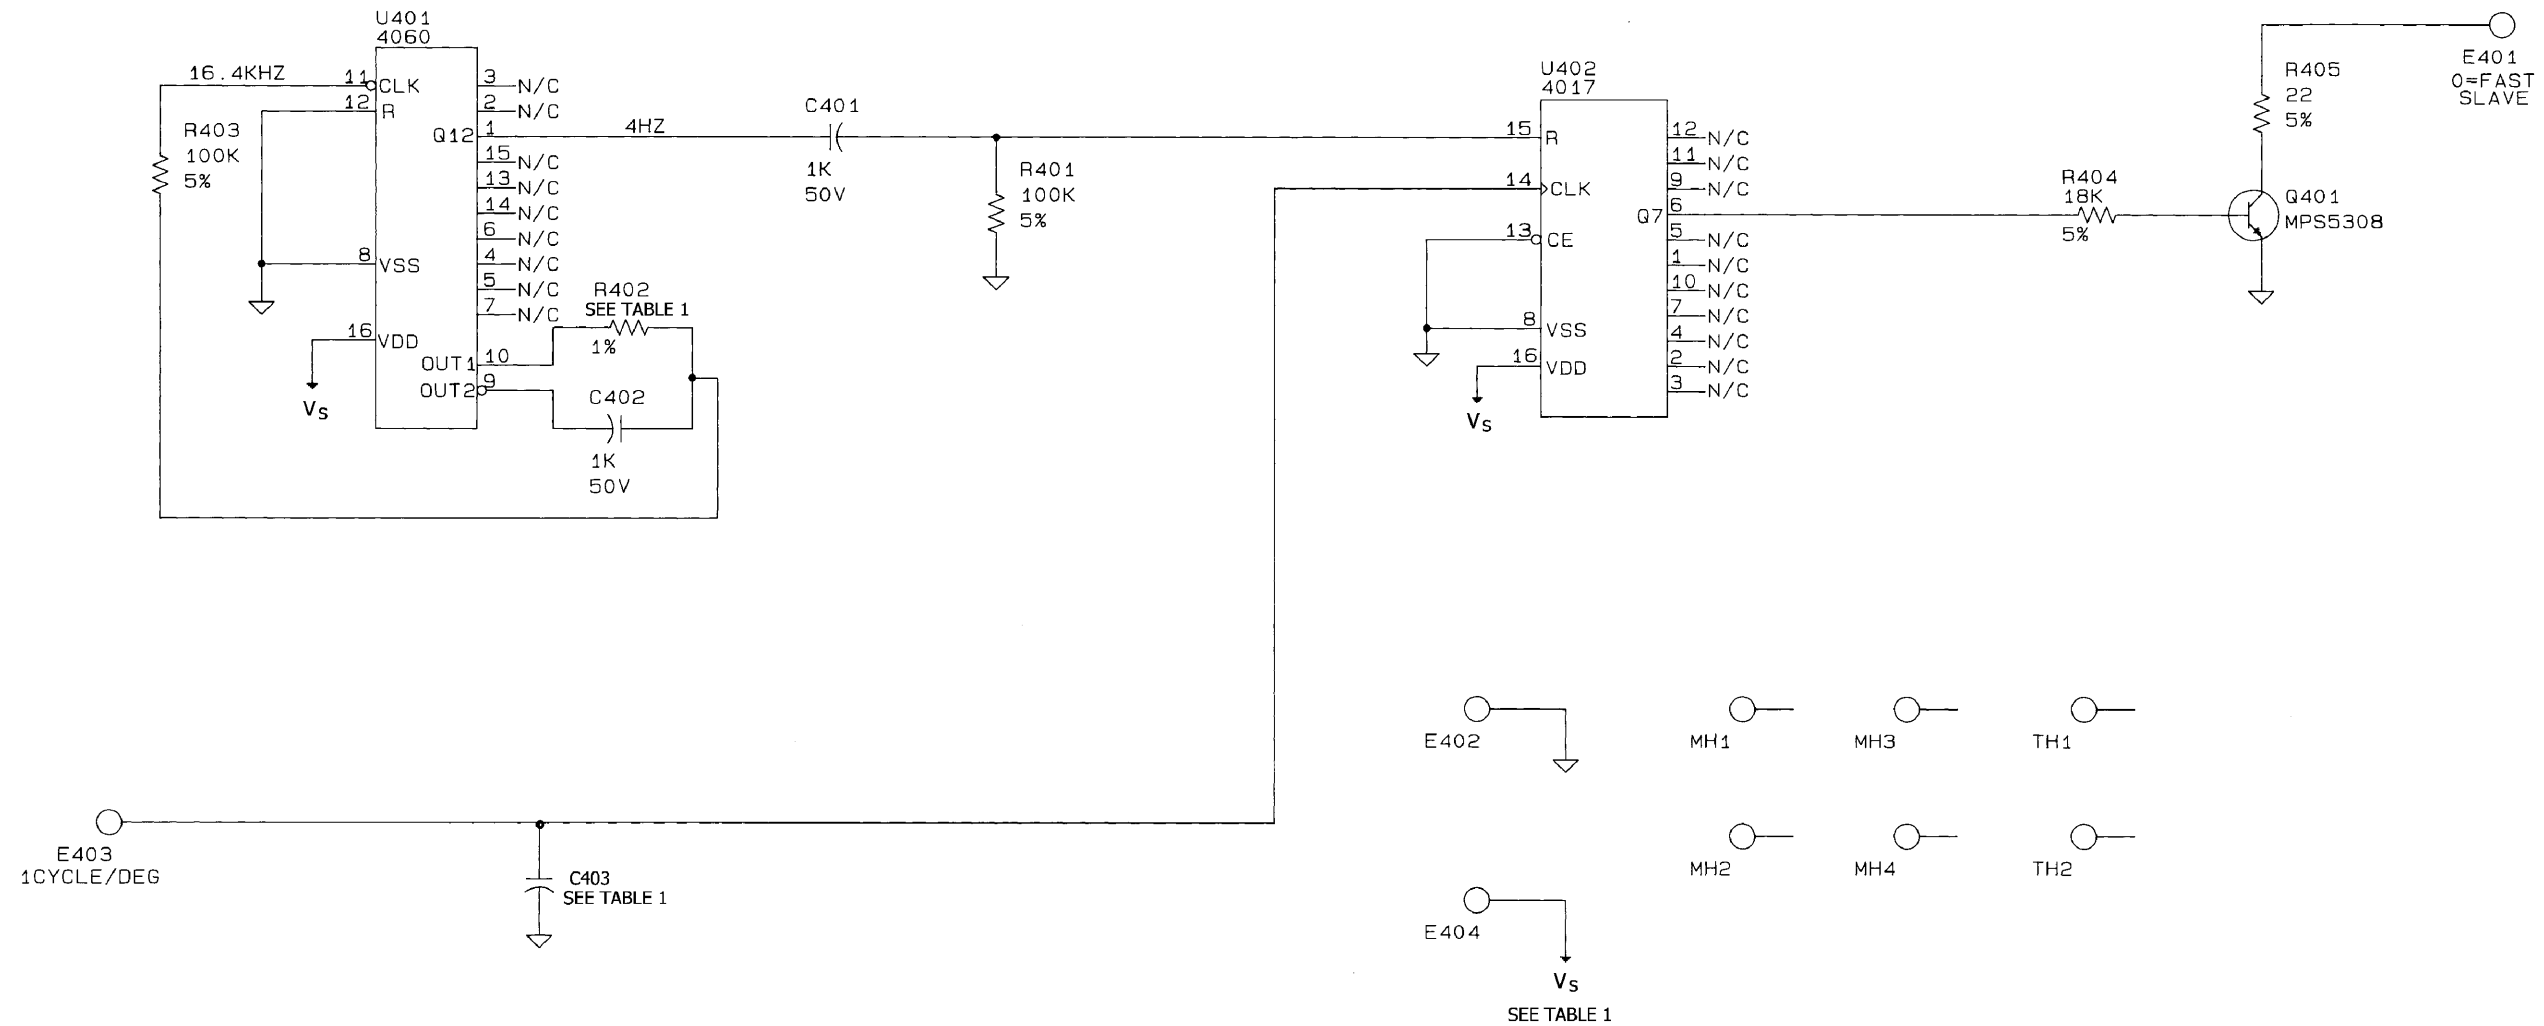 U401
4060
16.4KHZ
11
CLK
12
R
R403
100K
5%
8
VSS
16
VDD
Vs
3
N/C
2
N/C
Q12
1
4HZ
15
N/C
13
N/C
14
N/C
6
N/C
4
N/C
5
N/C
7
N/C
OUT1
10
OUT2
9
R402
SEE TABLE 1
1%
C402
1K
50V
C401
1K
50V
R401
100K
5%
U402
4017
15
R
14
CLK
13
CE
8
VSS
16
VDD
Vs
12
N/C
11
N/C
9
N/C
Q7
6
5
N/C
1
N/C
10
N/C
7
N/C
4
N/C
2
N/C
3
N/C
R404
18K
5%
R405
22
5%
Q401
MPS5308
E401
0=FAST
SLAVE
E403
1CYCLE/DEG
C403
SEE TABLE 1
E402
MH1
MH3
TH1
MH2
MH4
TH2
E404
Vs
SEE TABLE 1